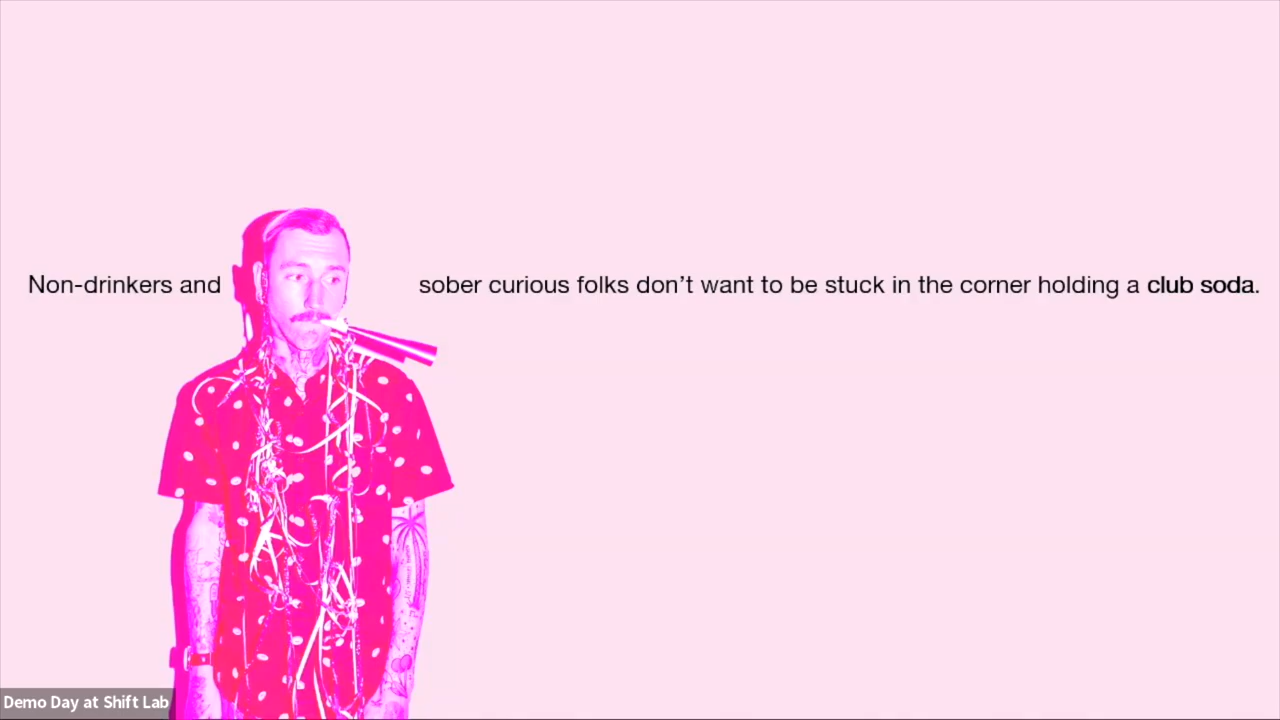 Non-drinkers and sober curious folks don’t want to be stuck in the corner holding a club soda.
Demo Day at Shift Lab